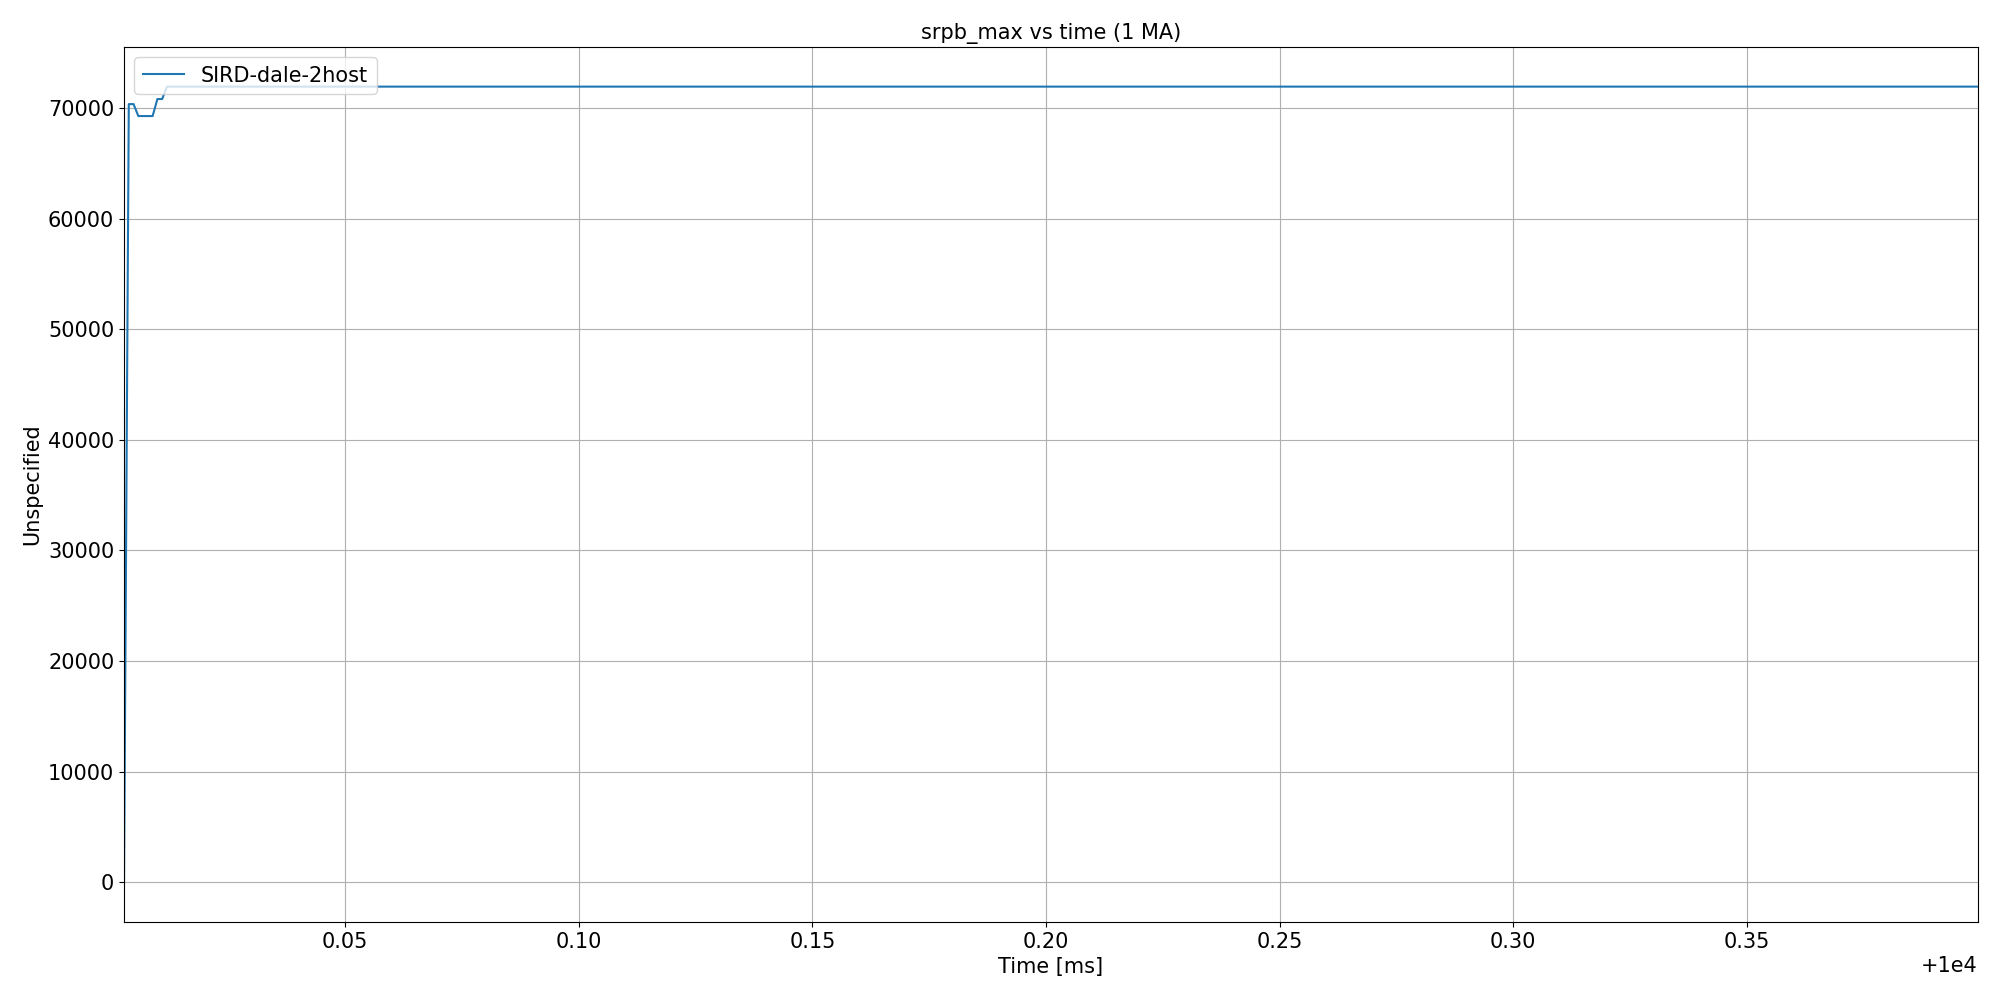 srpb_max vs time (1 MA)
SIRD-dale-2host
70000
60000
50000
40000
30000
20000
10000
0
Unspecified
0.05 0.10 0.15 0.20 0.25 0.30 0.35
Time [ms]
+1e4